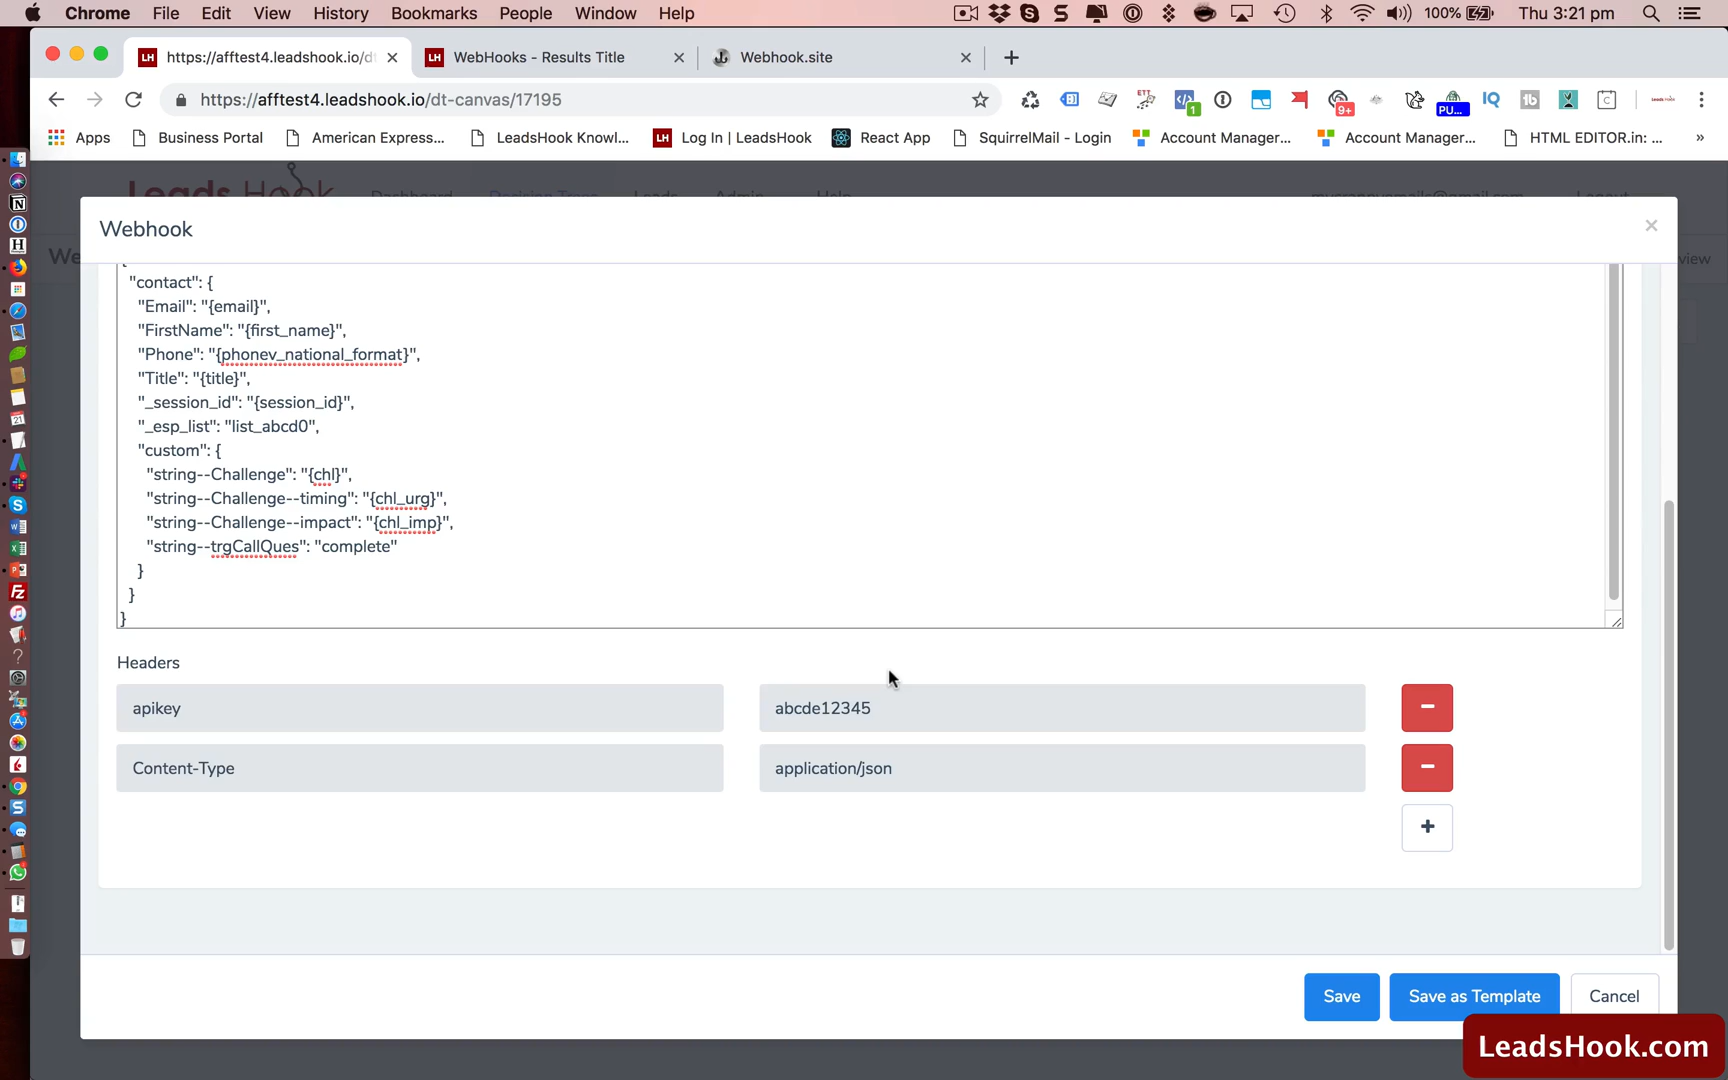 Chrome File Edit View History Bookmarks People Window Help 100% Thu 3:21 pm
https://afftest4.leadshook.io/dt WebHooks - Results Title Webhook.site
https://afftest4.leadshook.io/dt-canvas/17195
Apps Business Portal American Express... LeadsHook Knowl... Log In | LeadsHook React App SquirrelMail - Login Account Manager... Account Manager... HTML EDITOR.in: ... »
Webhook ×
"contact": {
"Email": "{email}",
"FirstName": "{first_name}",
"Phone": "{phonev_national_format}",
"Title": "{title}",
"_session_id": "{session_id}",
"_esp_list": "list_abcd0",
"custom": {
"string--Challenge": "{chl}",
"string--Challenge--timing": "{chl_urg}",
"string--Challenge--impact": "{chl_imp}",
"string--trgCallQues": "complete"
}
}
}
Headers
apikey abcde12345
Content-Type application/json
Save Save as Template Cancel
LeadsHook.com